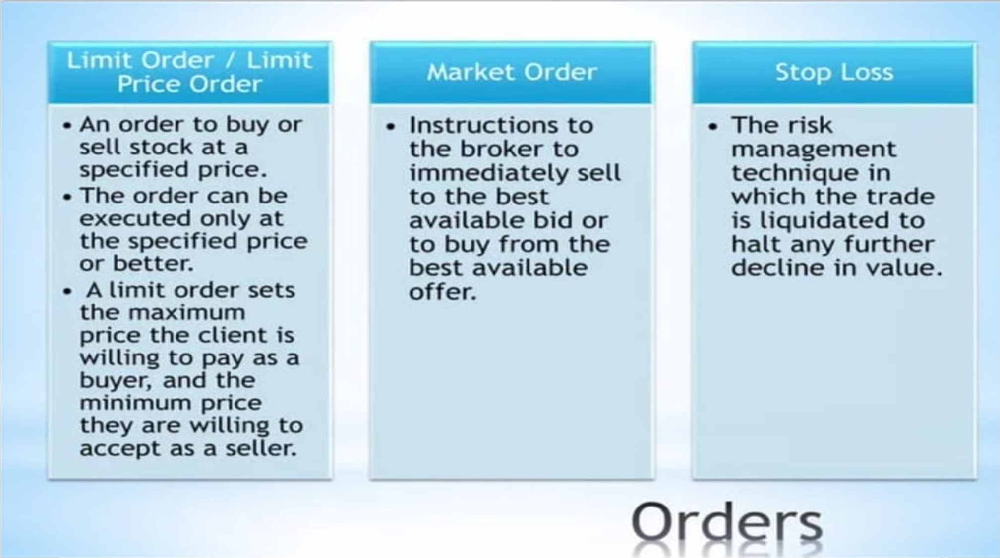 Limit Order / Limit
Price Order
• An order to buy or
sell stock at a
specified price.
• The order can be
executed only at
the specified price
or better.
• A limit order sets
the maximum
price the client is
willing to pay as a
buyer, and the
minimum price
they are willing to
accept as a seller.
Market Order
• Instructions to
the broker to
immediately sell
to the best
available bid or
to buy from the
best available
offer.
Stop Loss
• The risk
management
technique in
which the trade
is liquidated to
halt any further
decline in value.
Orders